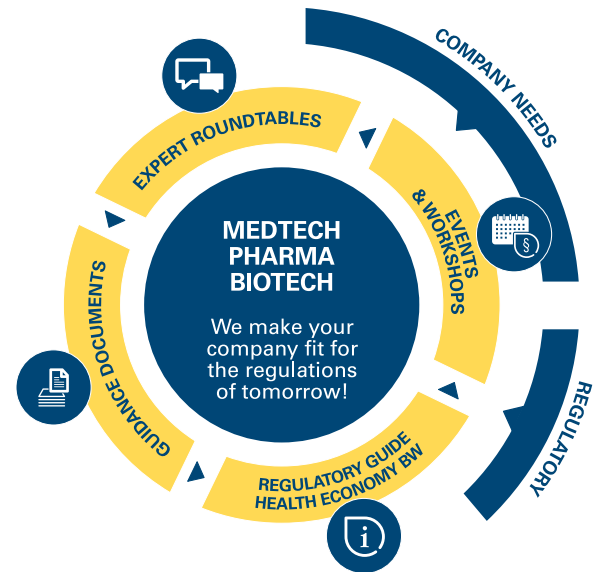 COMPANY NEEDS
EXPERT ROUNDTABLES
EVENTS
& WORKSHOPS
§
MEDTECH
PHARMA
BIOTECH
We make your
company fit for
the regulations
of tomorrow!
GUIDANCE DOCUMENTS
REGULATORY GUIDE
HEALTH ECONOMY BW
i
REGULATORY